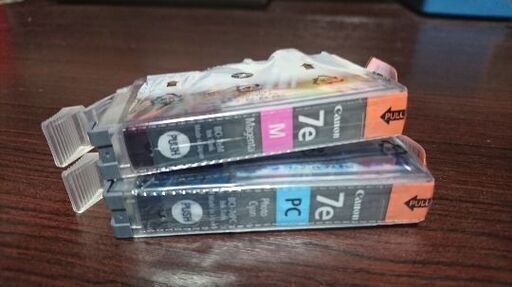 Canon
7e
M
Magenta
PUSH
PULL
Canon
7e
PC
Photo
Cyan
PUSH
PULL